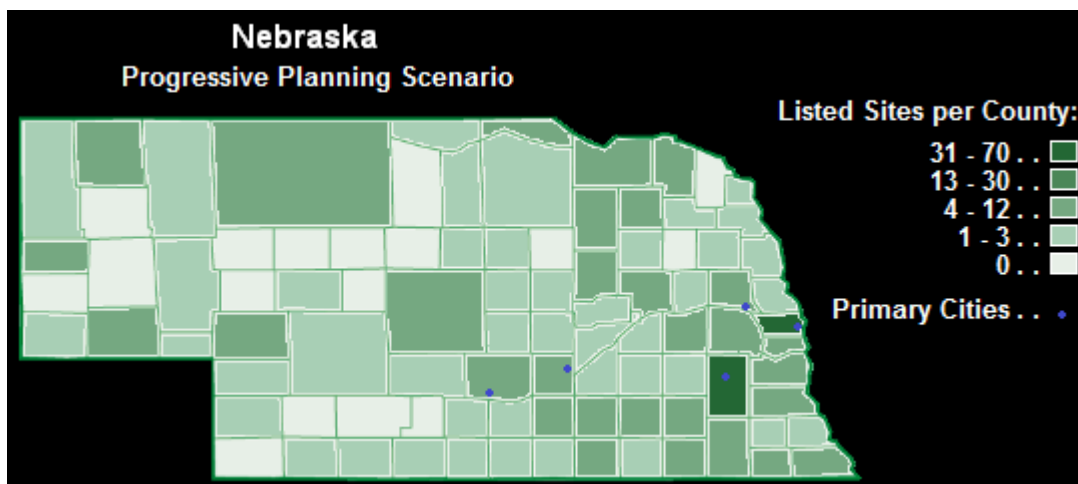 Nebraska
Progressive Planning Scenario
Listed Sites per County:
31 - 70 . .
13 - 30 . .
4 - 12 . .
1 - 3 . .
0 . .
Primary Cities . .